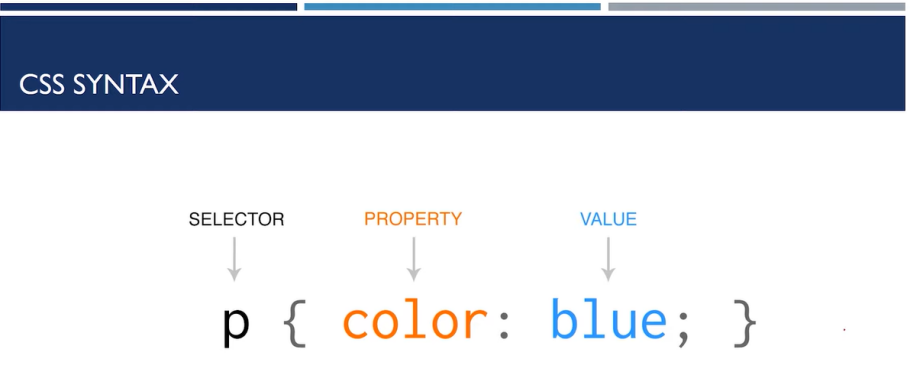 CSS SYNTAX
SELECTOR PROPERTY VALUE
p { color: blue; }